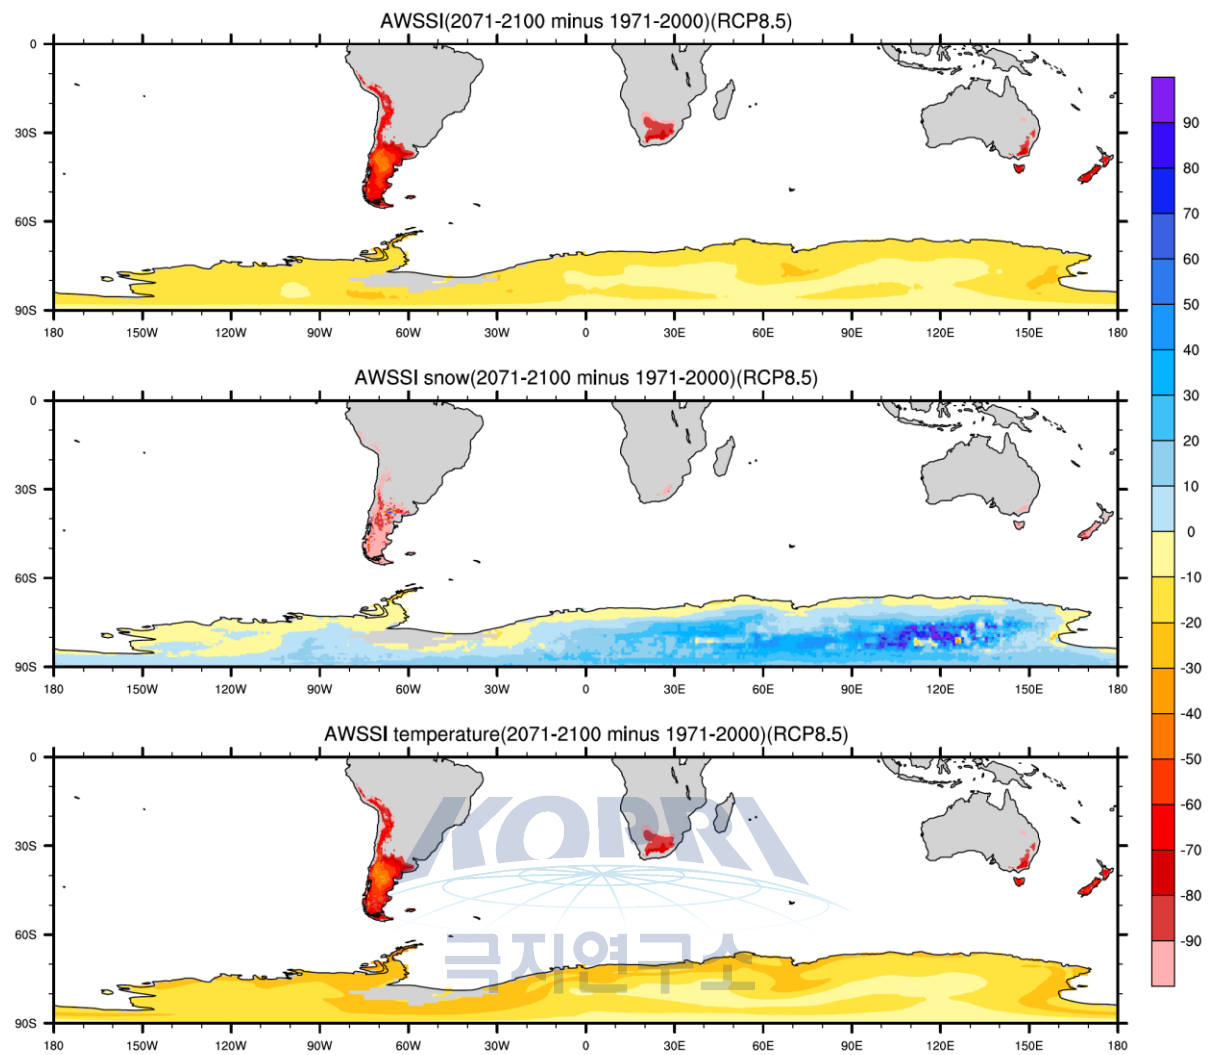 AWSSI(2071-2100 minus 1971-2000)(RCP8.5)
0
30S
60S
90S
180 150W 120W 90W 60W 30W 0 30E 60E 90E 120E 150E 180
AWSSI snow(2071-2100 minus 1971-2000)(RCP8.5)
0
30S
60S
90S
180 150W 120W 90W 60W 30W 0 30E 60E 90E 120E 150E 180
AWSSI temperature(2071-2100 minus 1971-2000)(RCP8.5)
0
30S
60S
90S
180 150W 120W 90W 60W 30W 0 30E 60E 90E 120E 150E 180
KOPRI
극지연구소
90
80
70
60
50
40
30
20
10
0
-10
-20
-30
-40
-50
-60
-70
-80
-90